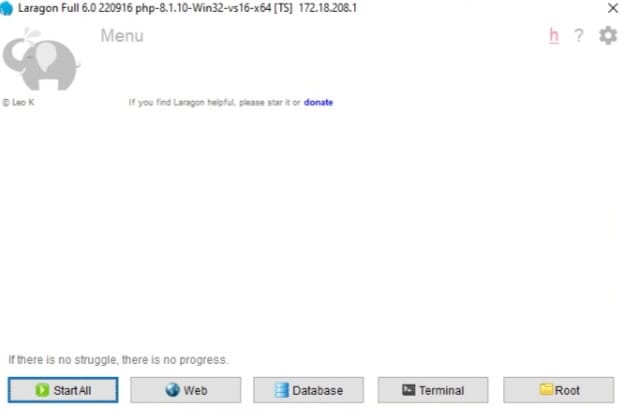 Laragon Full 6.0 220916 php-8.1.10-Win32-vs16-x64 [TS] 172.18.208.1
Menu
h ?
© Leo K
If you find Laragon helpful, please star it or donate
If there is no struggle, there is no progress.
Start All
Web
Database
Terminal
Root